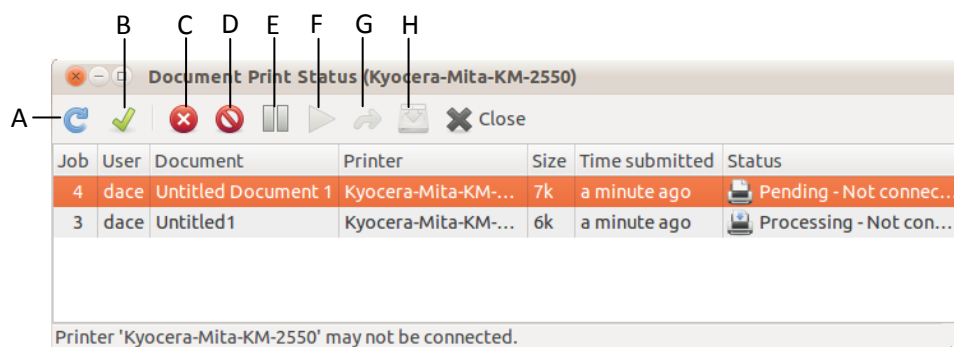 B C D E F G H
Document Print Status (Kyocera-Mita-KM-2550)
A Close
Job User Document Printer Size Time submitted Status
4 dace Untitled Document 1 Kyocera-Mita-KM-... 7k a minute ago Pending - Not connec...
3 dace Untitled1 Kyocera-Mita-KM-... 6k a minute ago Processing - Not con...
Printer 'Kyocera-Mita-KM-2550' may not be connected.